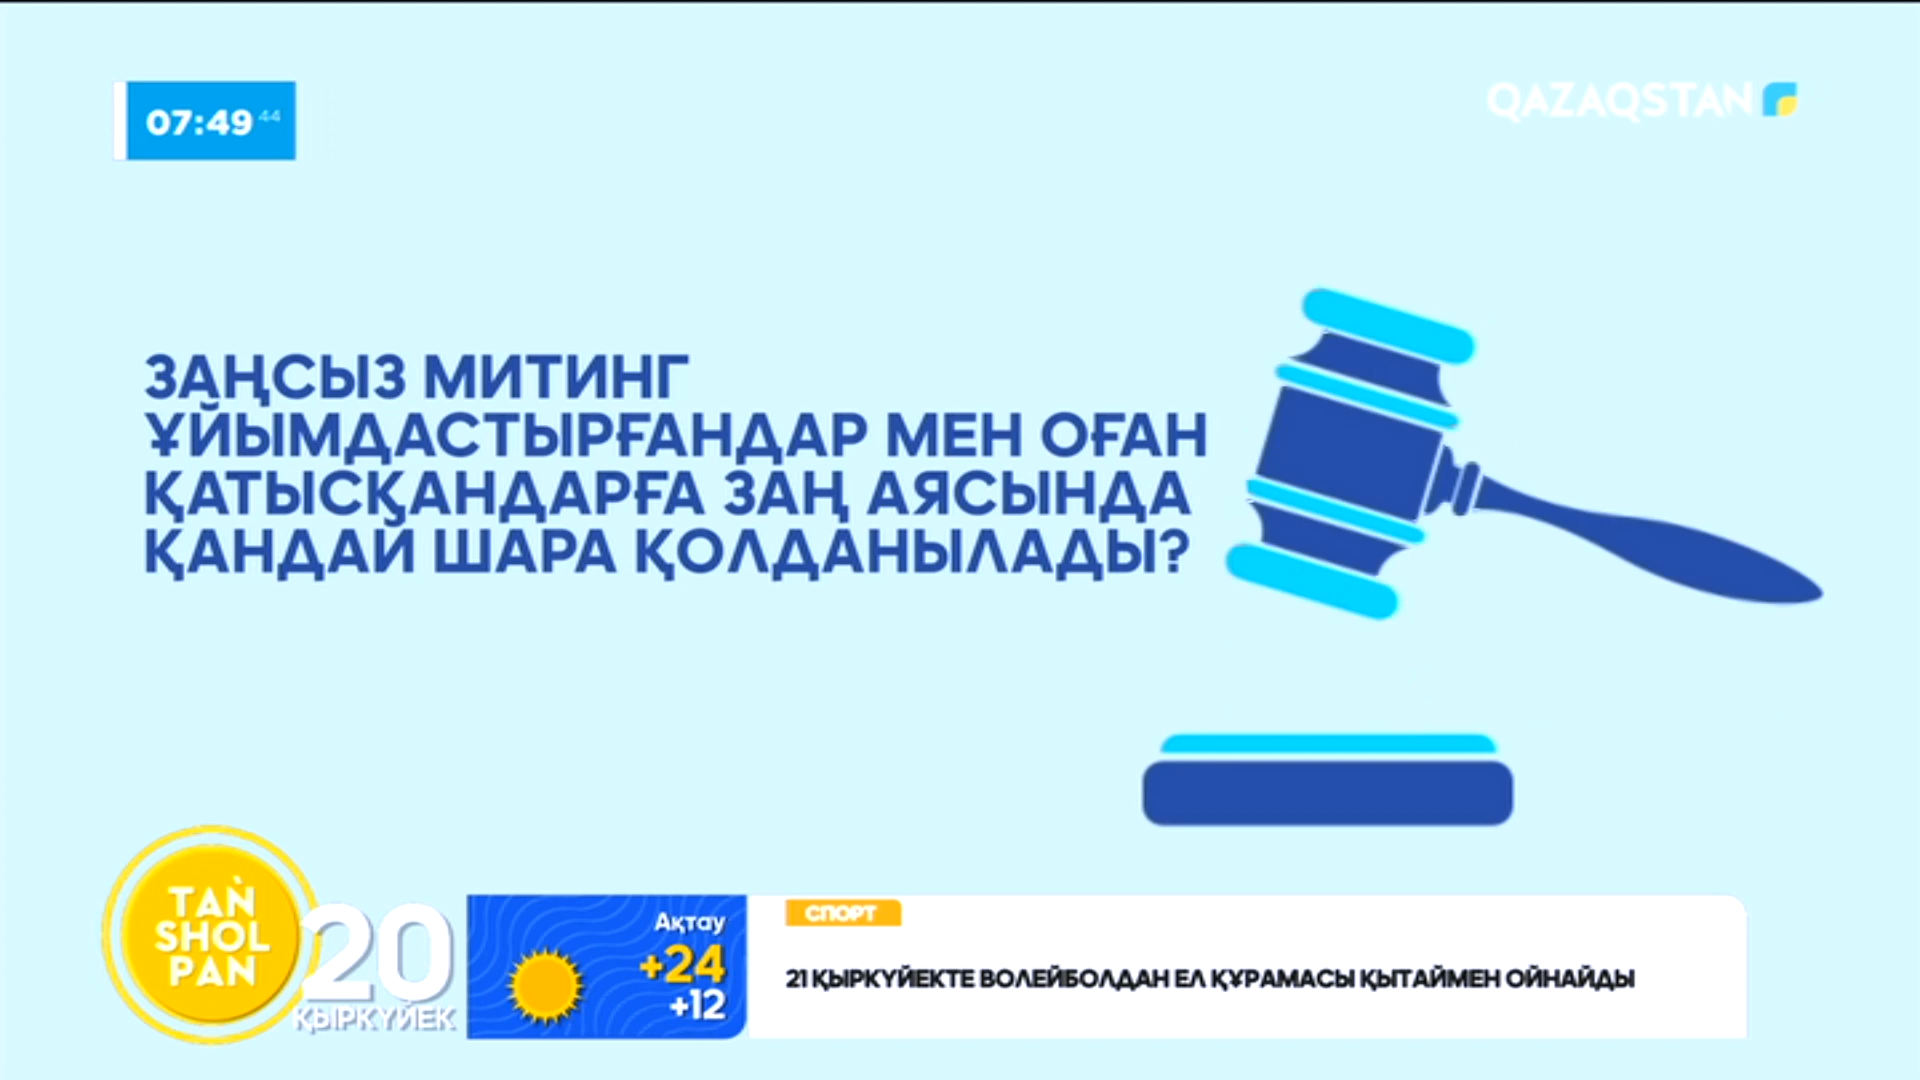 07:49 44
QAZAQSTAN
ЗАҢСЫЗ МИТИНГ
ҰЙЫМДАСТЫРҒАНДАР МЕН ОҒАН
ҚАТЫСҚАНДАРҒА ЗАҢ АЯСЫНДА
ҚАНДАЙ ШАРА ҚОЛДАНЫЛАДЫ?
TAŃ
SHOL
PAN
20
ҚЫРКҮЙЕК
Ақтау
+24
+12
СПОРТ
21 ҚЫРКҮЙЕКТЕ ВОЛЕЙБОЛДАН ЕЛ ҚҰРАМАСЫ ҚЫТАЙМЕН ОЙНАЙДЫ